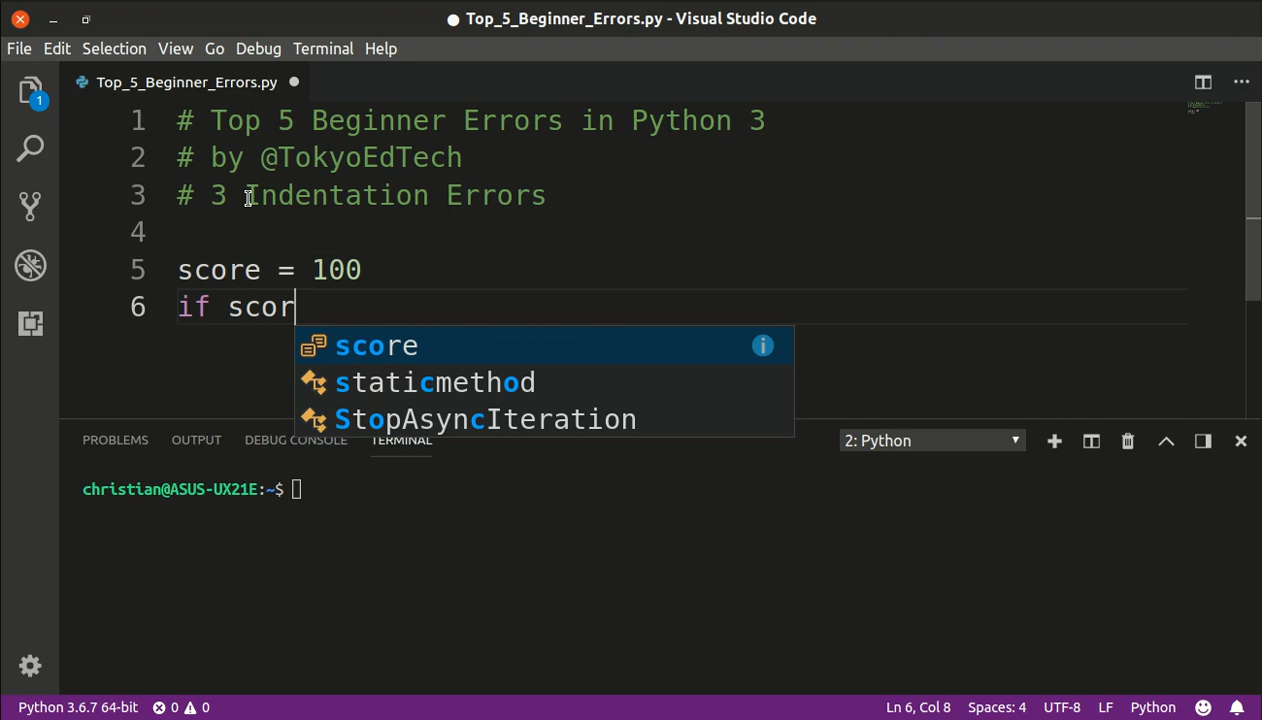 ● Top_5_Beginner_Errors.py - Visual Studio Code
File Edit Selection View Go Debug Terminal Help
Top_5_Beginner_Errors.py
1
1 # Top 5 Beginner Errors in Python 3
2 # by @TokyoEdTech
3 # 3 Indentation Errors
4
5 score = 100
6 if scor
score
staticmethod
StopAsyncIteration
PROBLEMS OUTPUT DEBUG CONSOLE TERMINAL 2: Python
christian@ASUS-UX21E:~$
Python 3.6.7 64-bit 0 0 Ln 6, Col 8 Spaces: 4 UTF-8 LF Python